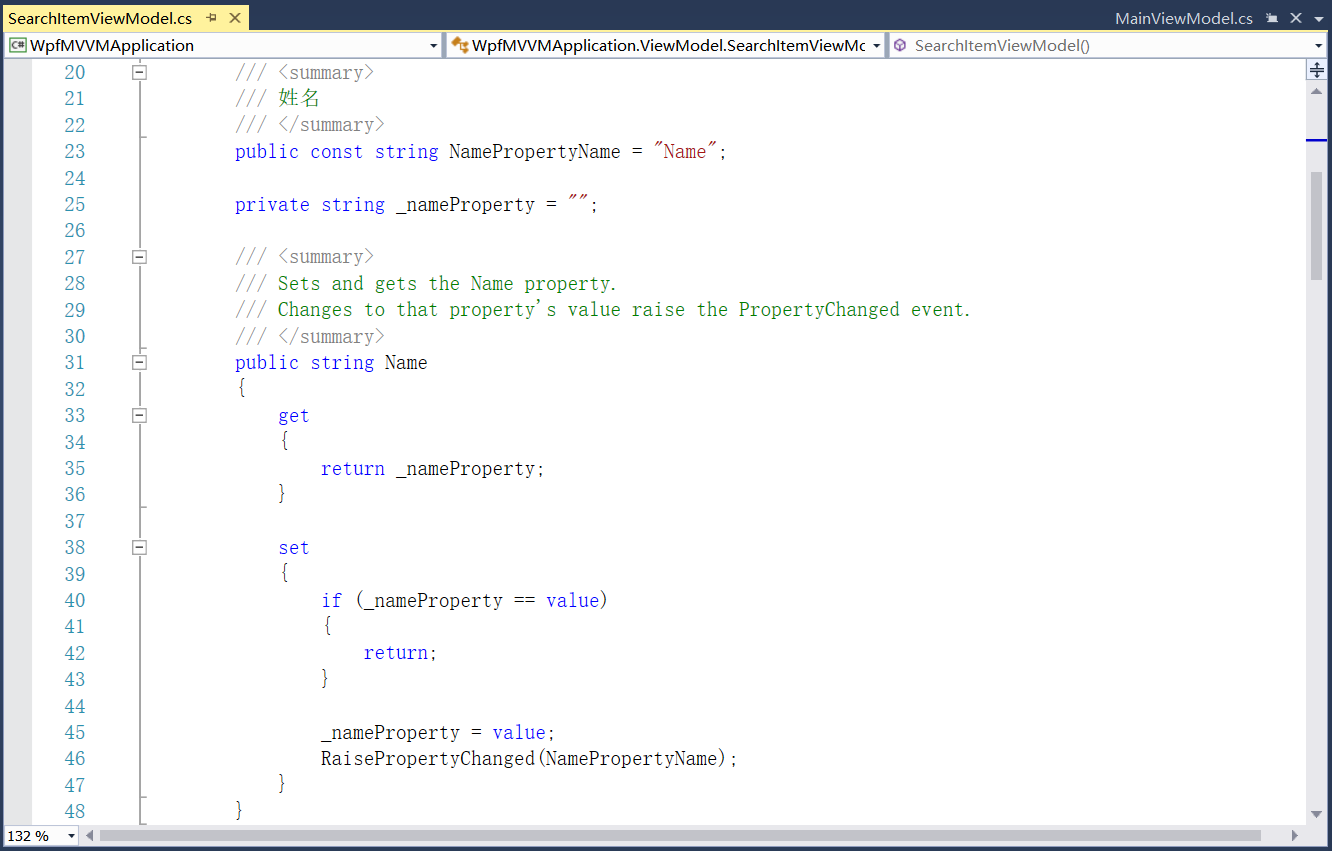 SearchItemViewModel.cs
MainViewModel.cs
C# WpfMVVMApplication
WpfMVVMApplication.ViewModel.SearchItemViewMc
SearchItemViewModel()
20 /// <summary>
21 /// 姓名
22 /// </summary>
23 public const string NamePropertyName = "Name";
24
25 private string _nameProperty = "";
26
27 /// <summary>
28 /// Sets and gets the Name property.
29 /// Changes to that property's value raise the PropertyChanged event.
30 /// </summary>
31 public string Name
32 {
33 get
34 {
35 return _nameProperty;
36 }
37
38 set
39 {
40 if (_nameProperty == value)
41 {
42 return;
43 }
44
45 _nameProperty = value;
46 RaisePropertyChanged(NamePropertyName);
47 }
48 }
132 %